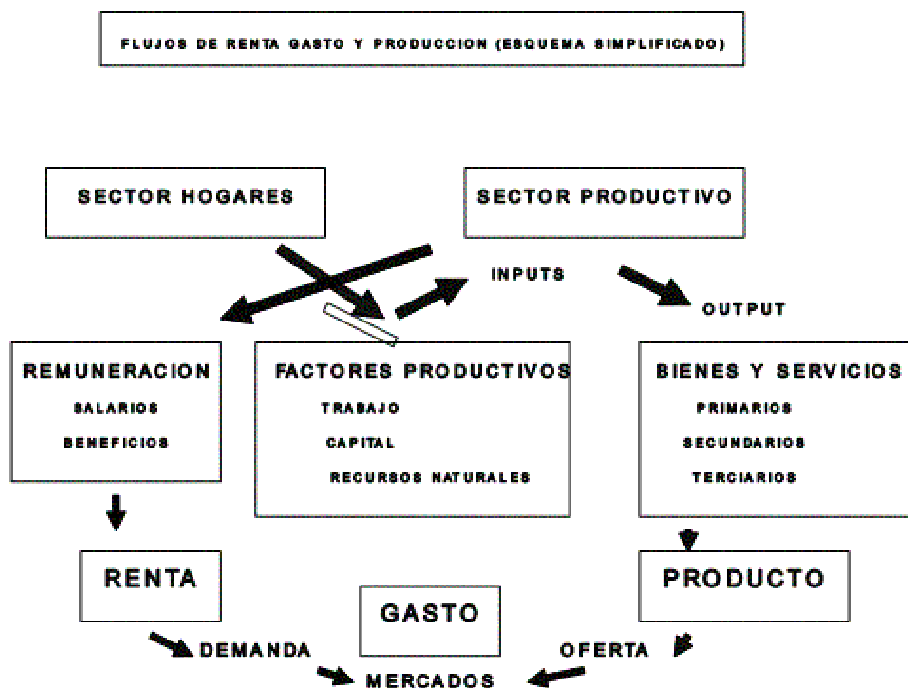 FLUJOS DE RENTA GASTO Y PRODUCCION (ESQUEMA SIMPLIFICADO)
SECTOR HOGARES
SECTOR PRODUCTIVO
INPUTS
OUTPUT
REMUNERACION
SALARIOS
BENEFICIOS
FACTORES PRODUCTIVOS
TRABAJO
CAPITAL
RECURSOS NATURALES
BIENES Y SERVICIOS
PRIMARIOS
SECUNDARIOS
TERCIARIOS
RENTA
GASTO
PRODUCTO
DEMANDA
OFERTA
MERCADOS